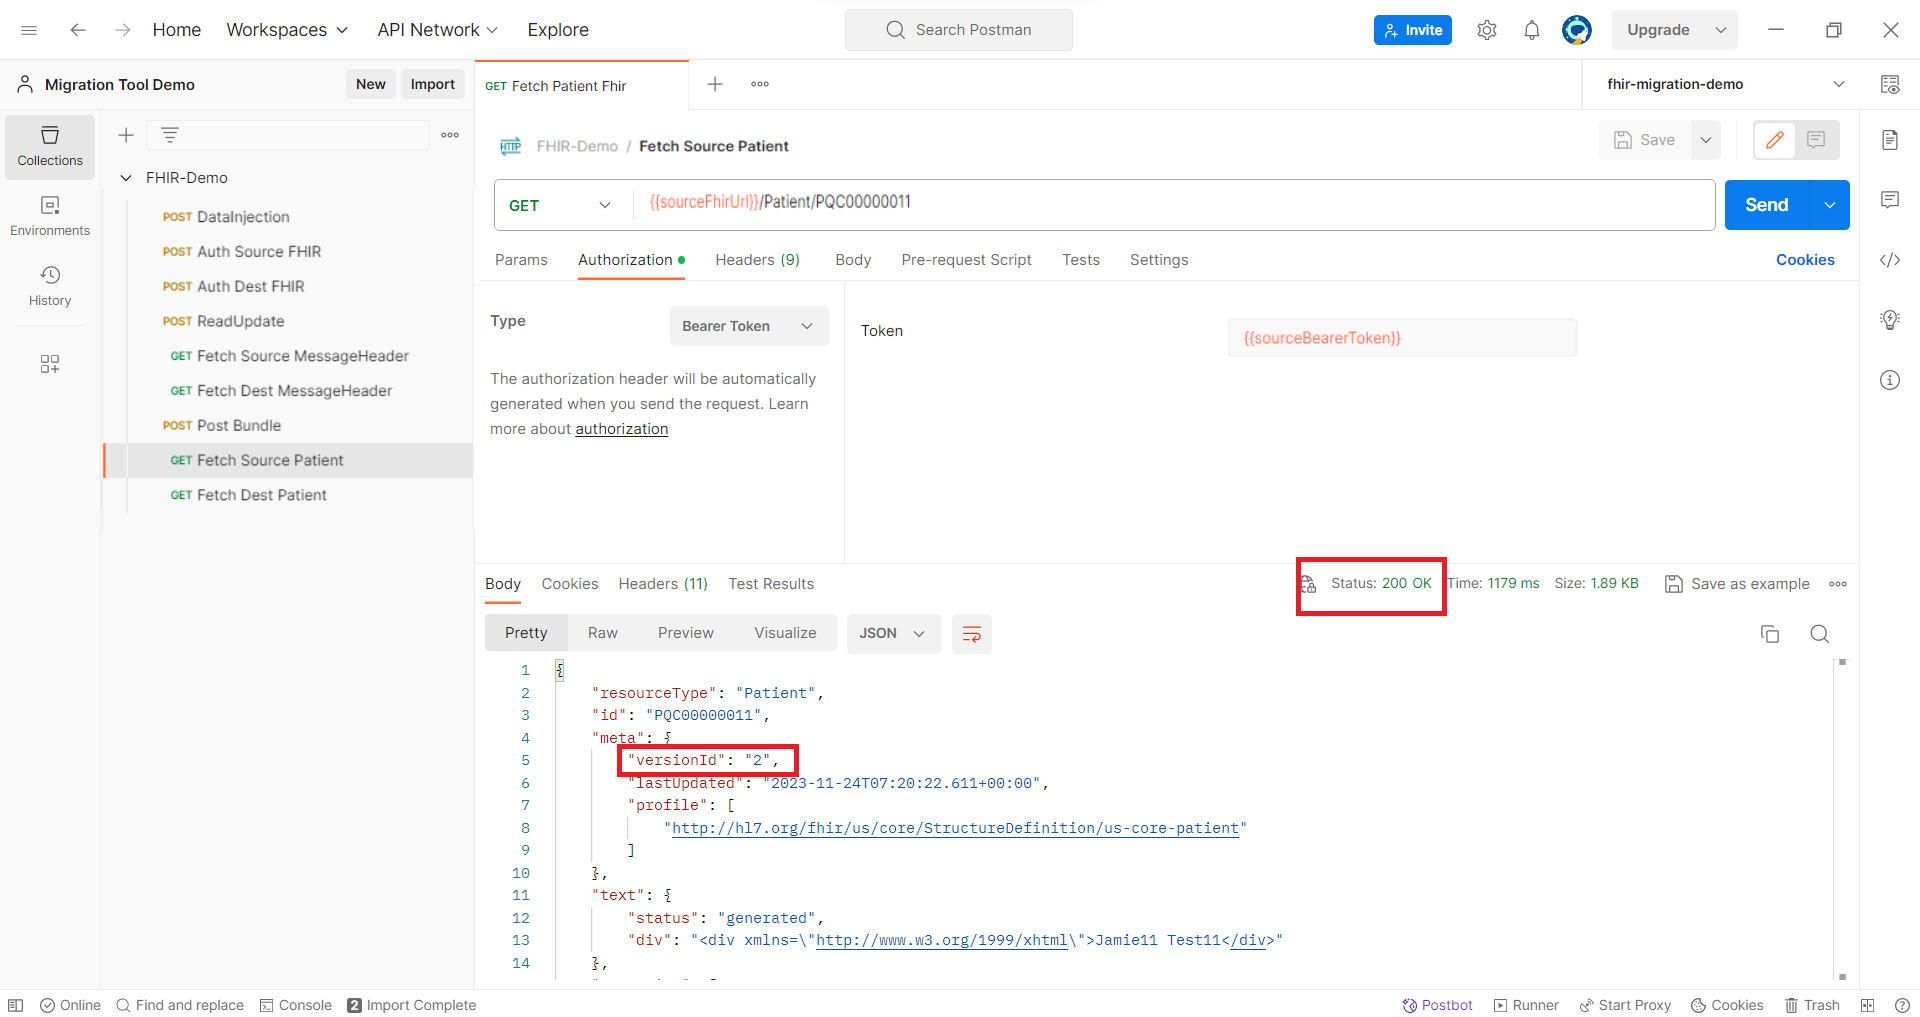 Home Workspaces API Network Explore Search Postman Invite Upgrade
Migration Tool Demo New Import GET Fetch Patient Fhir fhir-migration-demo
Collections
Environments
History
FHIR-Demo
POST DataInjection
POST Auth Source FHIR
POST Auth Dest FHIR
POST ReadUpdate
GET Fetch Source MessageHeader
GET Fetch Dest MessageHeader
POST Post Bundle
GET Fetch Source Patient
GET Fetch Dest Patient
HTTP FHIR-Demo / Fetch Source Patient Save
GET {{sourceFhirUrl}}/Patient/PQC00000011 Send
Params Authorization Headers (9) Body Pre-request Script Tests Settings Cookies
Type Bearer Token
The authorization header will be automatically
generated when you send the request. Learn
more about authorization
Token {{sourceBearerToken}}
Body Cookies Headers (11) Test Results Status: 200 OK Time: 1179 ms Size: 1.89 KB Save as example
Pretty Raw Preview Visualize JSON
1 {
2 "resourceType": "Patient",
3 "id": "PQC00000011",
4 "meta": {
5 "versionId": "2",
6 "lastUpdated": "2023-11-24T07:20:22.611+00:00",
7 "profile": [
8 "http://hl7.org/fhir/us/core/StructureDefinition/us-core-patient"
9 ]
10 },
11 "text": {
12 "status": "generated",
13 "div": "<div xmlns=\"http://www.w3.org/1999/xhtml\">Jamie11 Test11</div>"
14 },
Online Find and replace Console 2 Import Complete Postbot Runner Start Proxy Cookies Trash